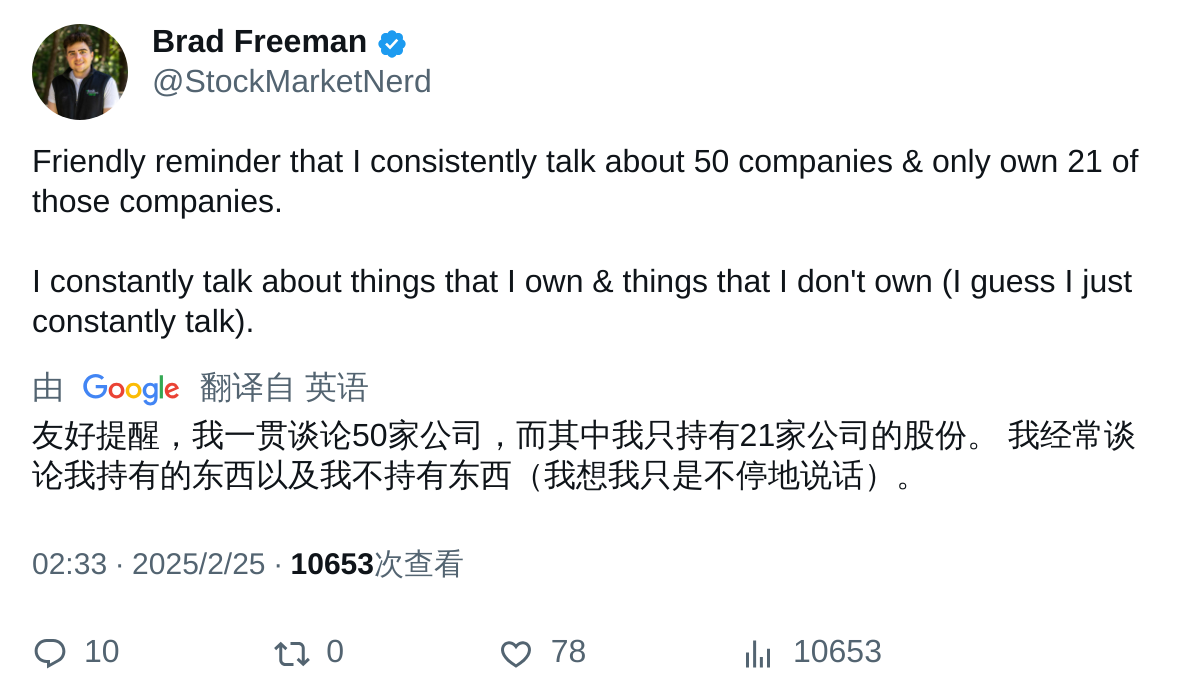 Brad Freeman
@StockMarketNerd
Friendly reminder that I consistently talk about 50 companies & only own 21 of
those companies.
I constantly talk about things that I own & things that I don't own (I guess I just
constantly talk).
由 Google 翻译自 英语
友好提醒，我一贯谈论50家公司，而其中我只持有21家公司的股份。 我经常谈
论我持有的东西以及我不持有东西（我想我只是不停地说话）。
02:33 · 2025/2/25 · 10653次查看
10 0 78 10653